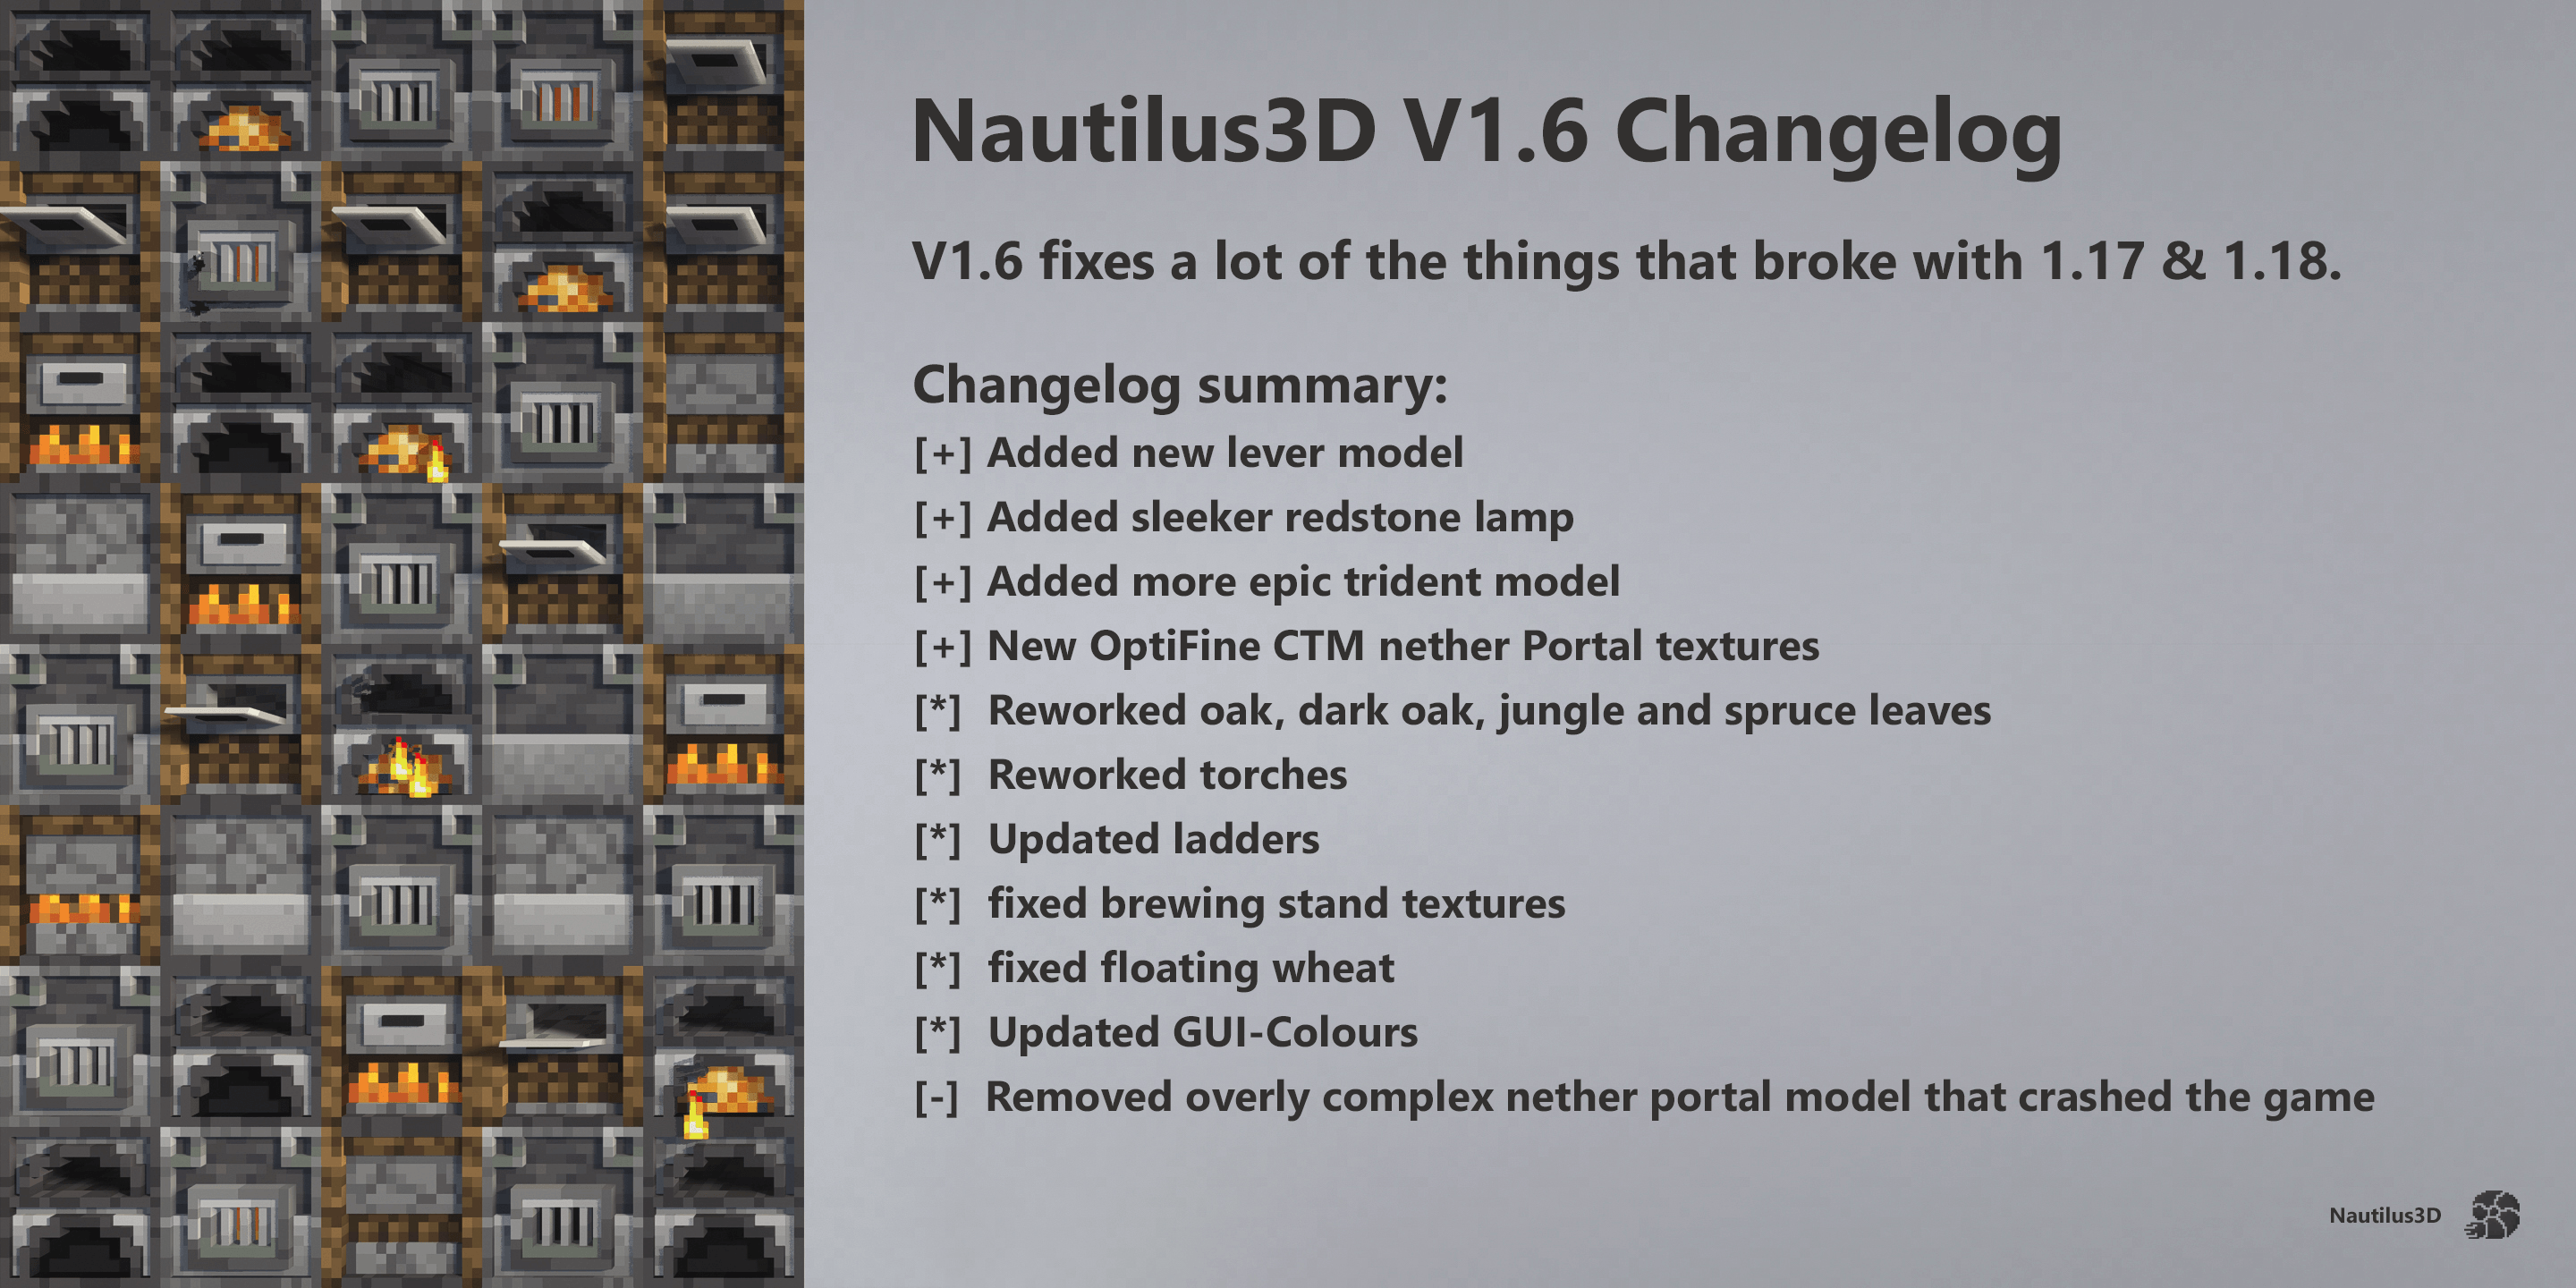 Nautilus3D V1.6 Changelog
V1.6 fixes a lot of the things that broke with 1.17 & 1.18.
Changelog summary:
[+] Added new lever model
[+] Added sleeker redstone lamp
[+] Added more epic trident model
[+] New OptiFine CTM nether Portal textures
[*] Reworked oak, dark oak, jungle and spruce leaves
[*] Reworked torches
[*] Updated ladders
[*] fixed brewing stand textures
[*] fixed floating wheat
[*] Updated GUI-Colours
[-] Removed overly complex nether portal model that crashed the game
Nautilus3D